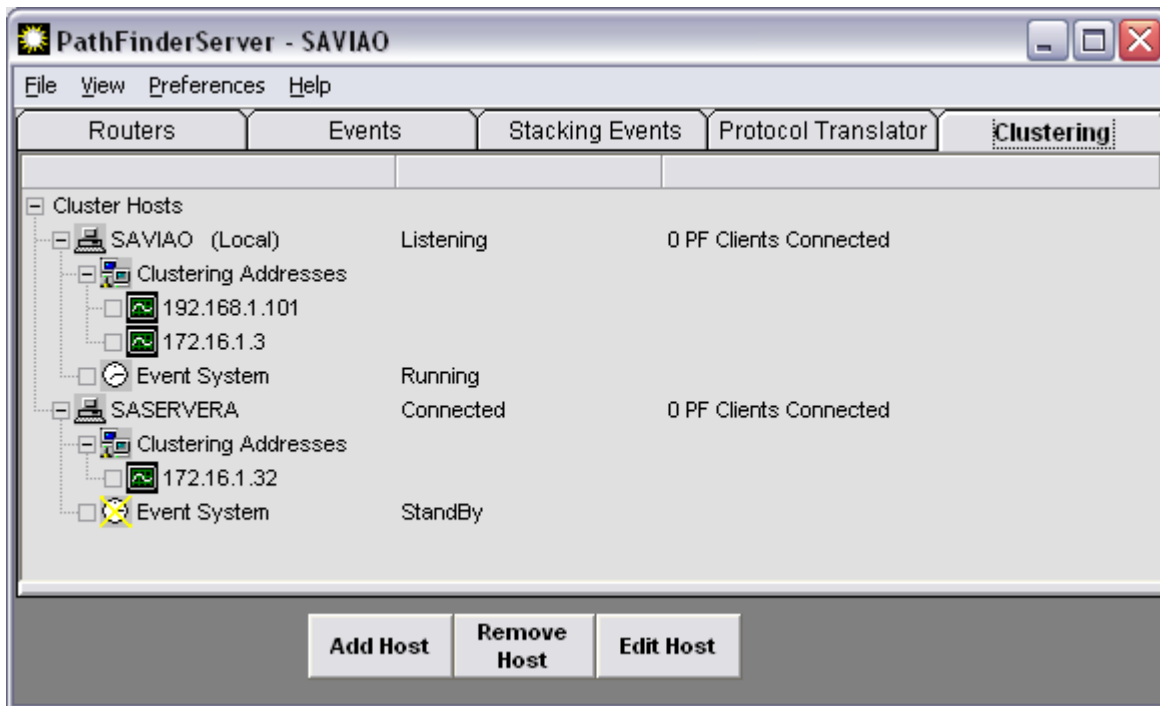 PathFinderServer - SAVIAO
File View Preferences Help
Routers Events Stacking Events Protocol Translator Clustering
Cluster Hosts
SAVIAO (Local) Listening 0 PF Clients Connected
Clustering Addresses
192.168.1.101
172.16.1.3
Event System Running
SASERVERA Connected 0 PF Clients Connected
Clustering Addresses
172.16.1.32
Event System StandBy
Add Host
Remove
Host
Edit Host